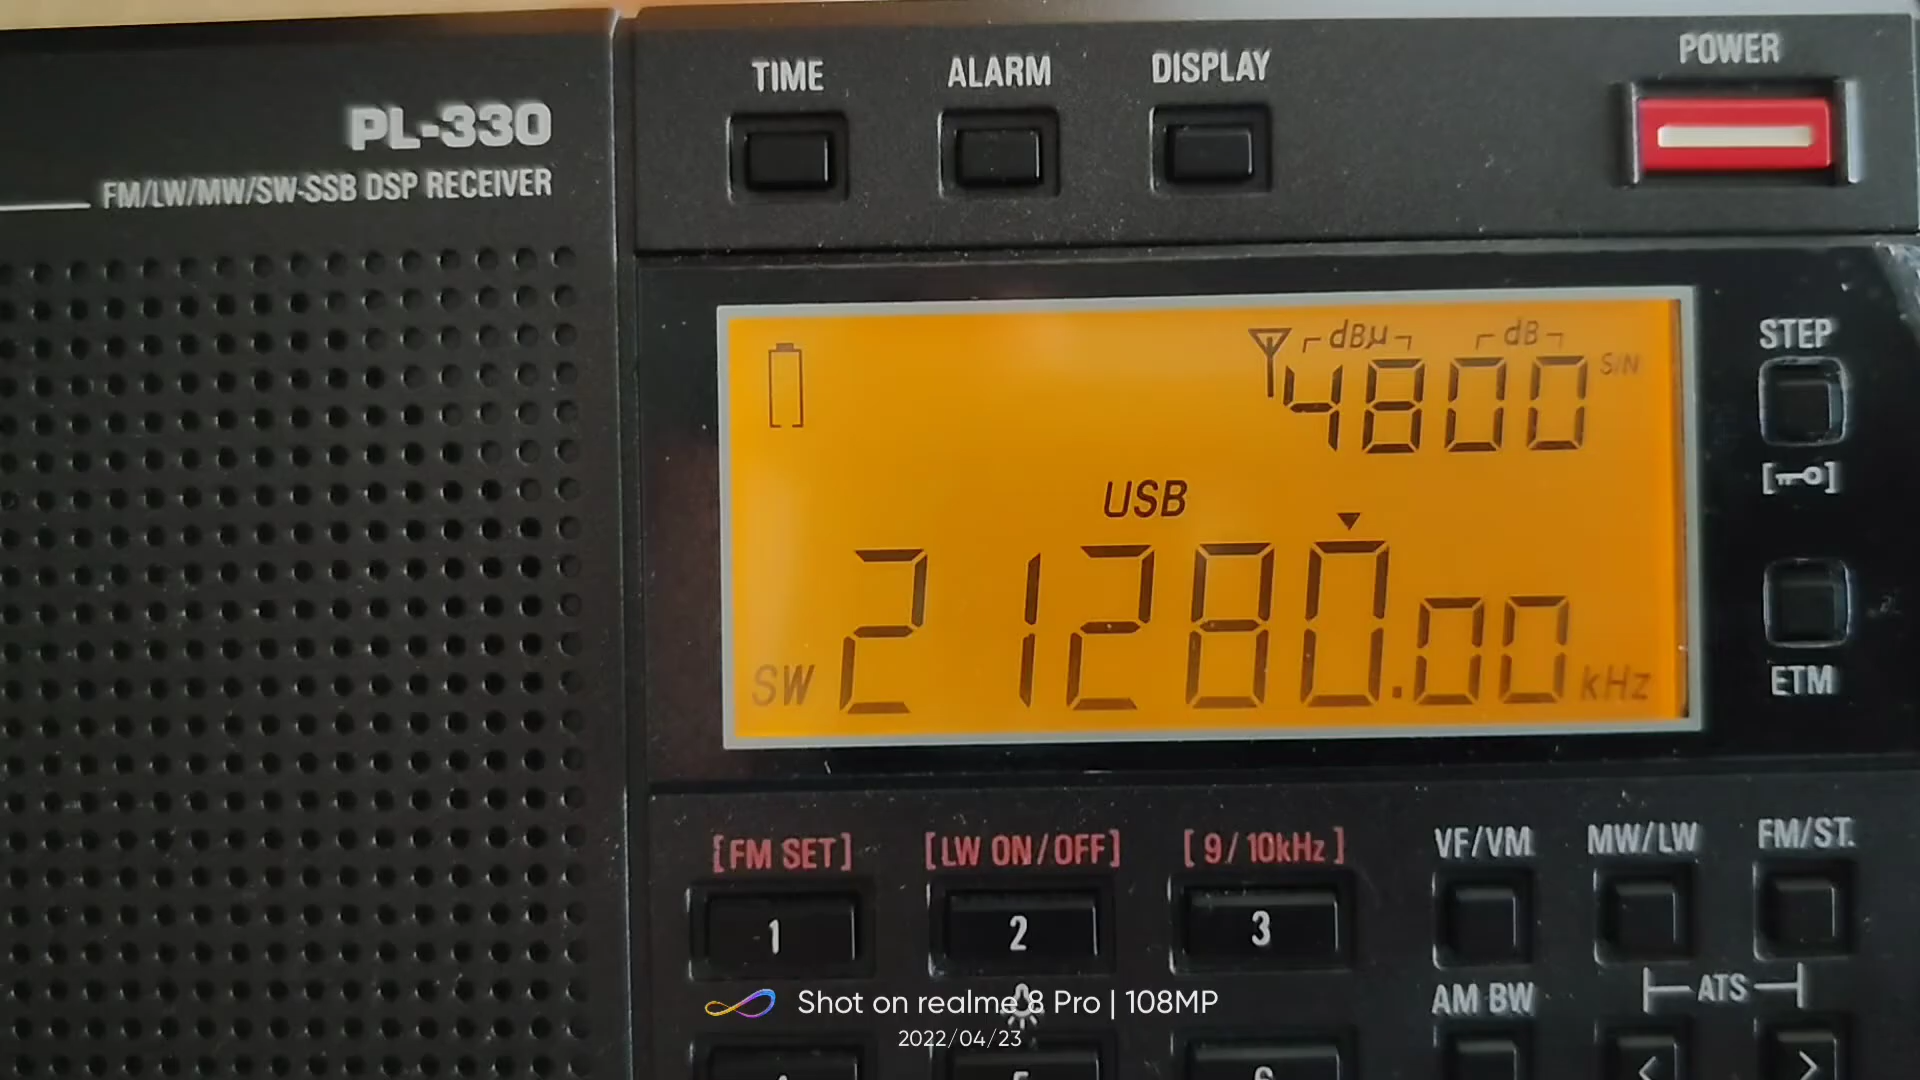 PL-330
FM/LW/MW/SW-SSB DSP RECEIVER
TIME ALARM DISPLAY POWER
dBµ dB
4800 S/N
USB
SW 21280.00 kHz
STEP
ETM
[FM SET] [LW ON/OFF] [9/10kHz] VF/VM MW/LW FM/ST.
1 2 3
AM BW ATS
< >
Shot on realme 8 Pro | 108MP
2022/04/23